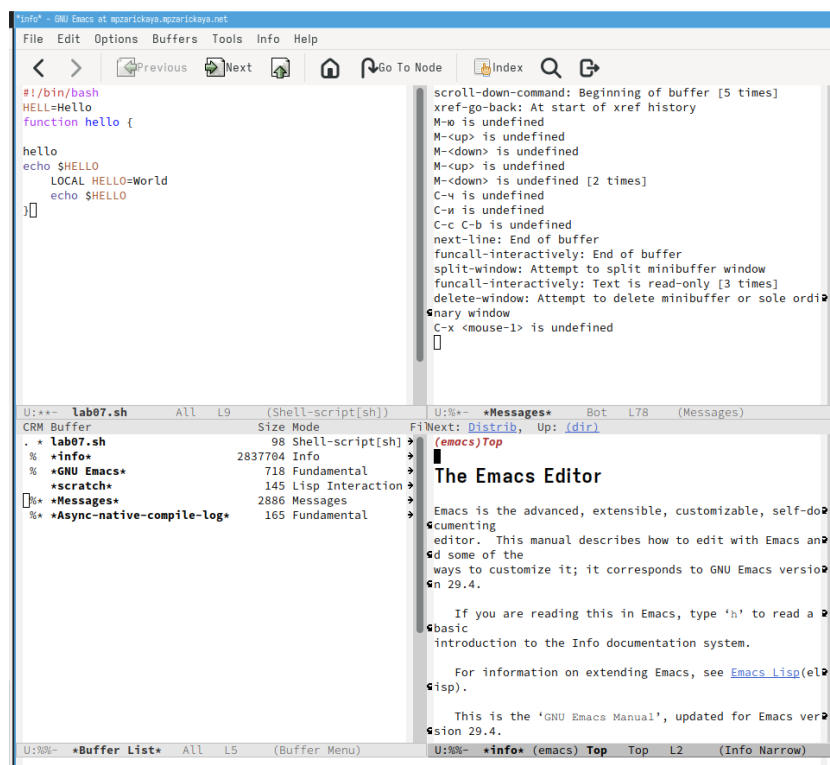 *info* - GNU Emacs at mpzarickaya.mpzarickaya.net
File Edit Options Buffers Tools Info Help
Previous Next Go To Node Index
#!/bin/bash
HELL=Hello
function hello {
hello
echo $HELLO
LOCAL HELLO=World
echo $HELLO
}
U:**- lab07.sh All L9 (Shell-script[sh])
scroll-down-command: Beginning of buffer [5 times]
xref-go-back: At start of xref history
M-ю is undefined
M-<up> is undefined
M-<down> is undefined
M-<up> is undefined
M-<down> is undefined [2 times]
C-ч is undefined
C-и is undefined
C-c C-b is undefined
next-line: End of buffer
funcall-interactively: End of buffer
split-window: Attempt to split minibuffer window
funcall-interactively: Text is read-only [3 times]
delete-window: Attempt to delete minibuffer or sole ordi
nary window
C-x <mouse-1> is undefined
U:%*- *Messages* Bot L78 (Messages)
CRM Buffer Size Mode Fi
. * lab07.sh 98 Shell-script[sh]
% *info* 2837704 Info
% *GNU Emacs* 718 Fundamental
*scratch* 145 Lisp Interaction
%* *Messages* 2886 Messages
%* *Async-native-compile-log* 165 Fundamental
U:%%- *Buffer List* All L5 (Buffer Menu)
Next: Distrib, Up: (dir)
(emacs)Top
The Emacs Editor
Emacs is the advanced, extensible, customizable, self-do
cumenting
editor. This manual describes how to edit with Emacs an
d some of the
ways to customize it; it corresponds to GNU Emacs versio
n 29.4.
If you are reading this in Emacs, type ‘h’ to read a
basic
introduction to the Info documentation system.
For information on extending Emacs, see Emacs Lisp(el
isp).
This is the ‘GNU Emacs Manual’, updated for Emacs ver
sion 29.4.
U:%%- *info* (emacs) Top Top L2 (Info Narrow)